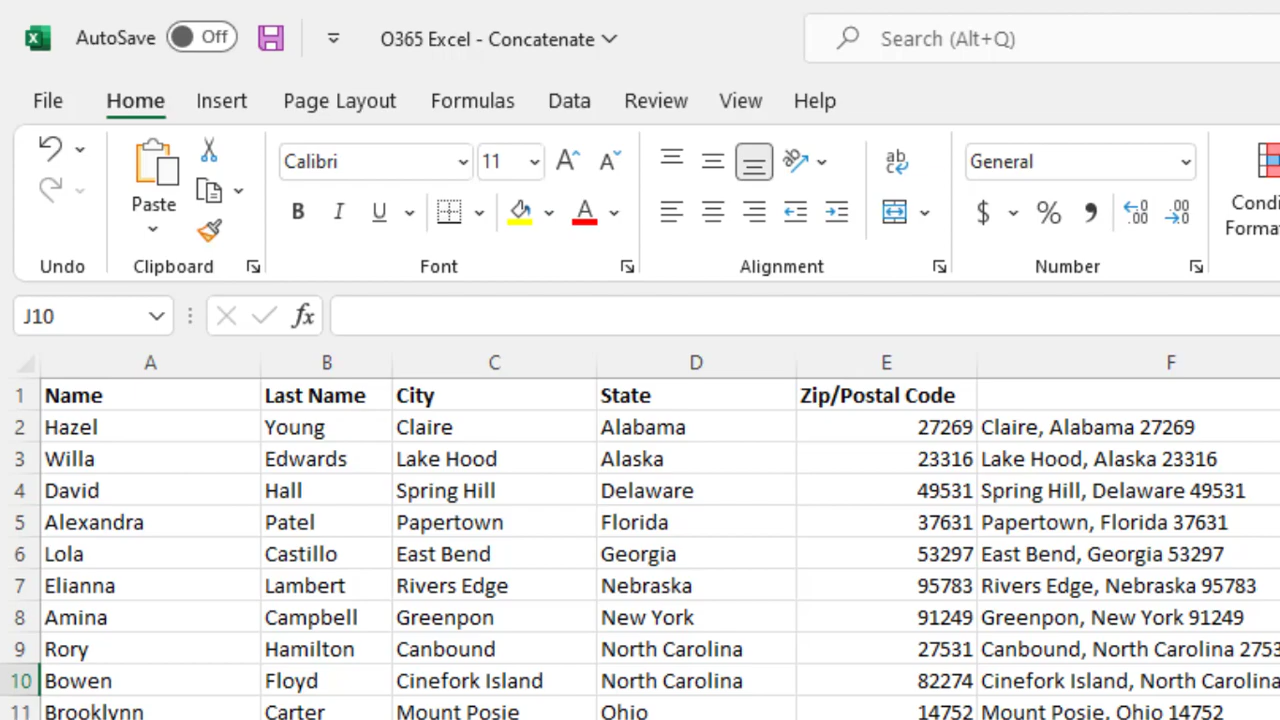 AutoSave Off O365 Excel - Concatenate Search (Alt+Q)
File Home Insert Page Layout Formulas Data Review View Help
Calibri 11 General
Paste
B I U A $ %
Undo Clipboard Font Alignment Number
J10 fx
A B C D E F
1 Name Last Name City State Zip/Postal Code
2 Hazel Young Claire Alabama 27269 Claire, Alabama 27269
3 Willa Edwards Lake Hood Alaska 23316 Lake Hood, Alaska 23316
4 David Hall Spring Hill Delaware 49531 Spring Hill, Delaware 49531
5 Alexandra Patel Papertown Florida 37631 Papertown, Florida 37631
6 Lola Castillo East Bend Georgia 53297 East Bend, Georgia 53297
7 Elianna Lambert Rivers Edge Nebraska 95783 Rivers Edge, Nebraska 95783
8 Amina Campbell Greenpon New York 91249 Greenpon, New York 91249
9 Rory Hamilton Canbound North Carolina 27531 Canbound, North Carolina 2753
10 Bowen Floyd Cinefork Island North Carolina 82274 Cinefork Island, North Carolina
11 Brooklynn Carter Mount Posie Ohio 14752 Mount Posie, Ohio 14752